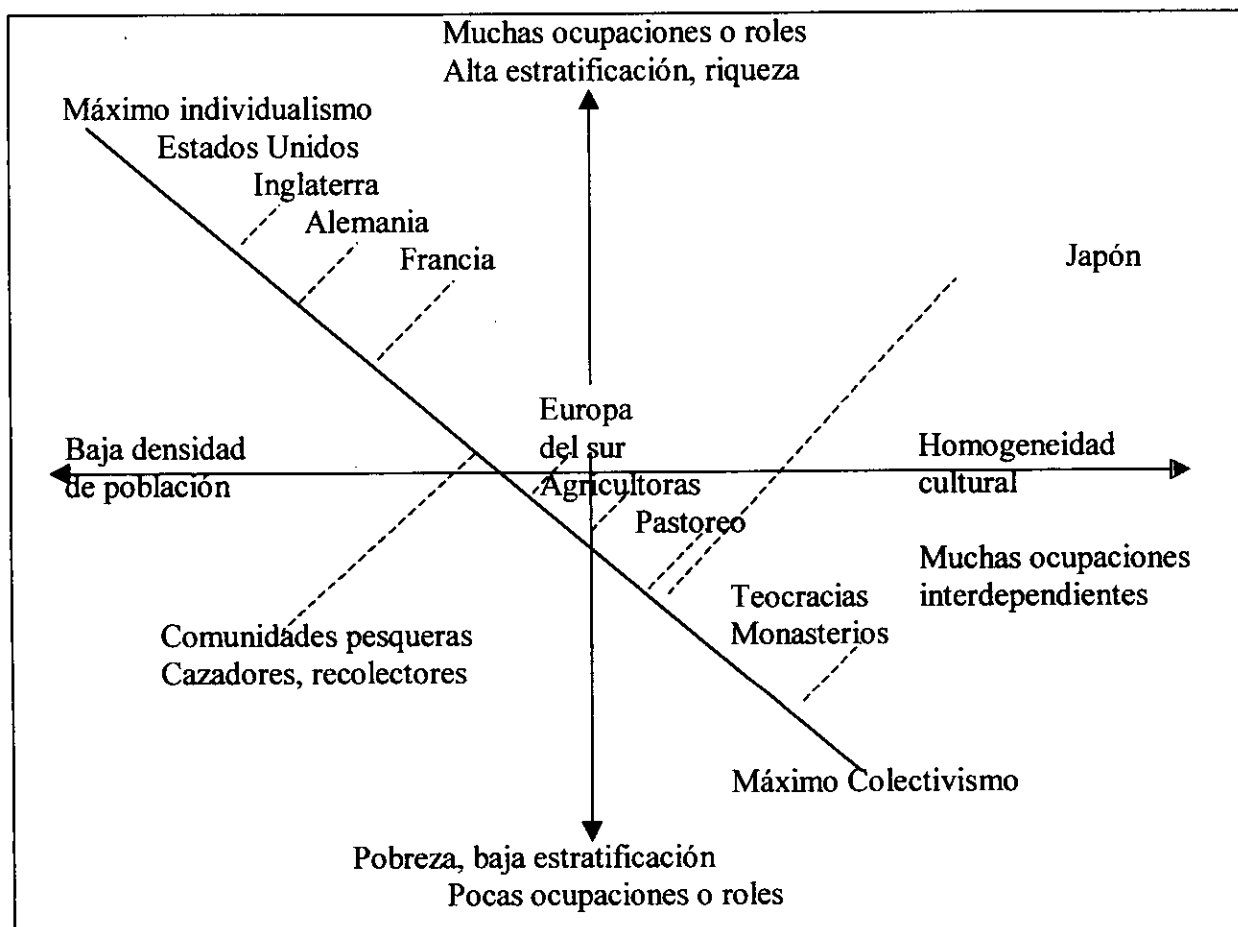 Muchas ocupaciones o roles
Alta estratificación, riqueza
Máximo individualismo
Estados Unidos
Inglaterra
Alemania
Francia
Japón
Europa
del sur
Agricultoras
Pastoreo
Baja densidad
de población
Homogeneidad
cultural
Muchas ocupaciones
interdependientes
Teocracias
Monasterios
Comunidades pesqueras
Cazadores, recolectores
Máximo Colectivismo
Pobreza, baja estratificación
Pocas ocupaciones o roles